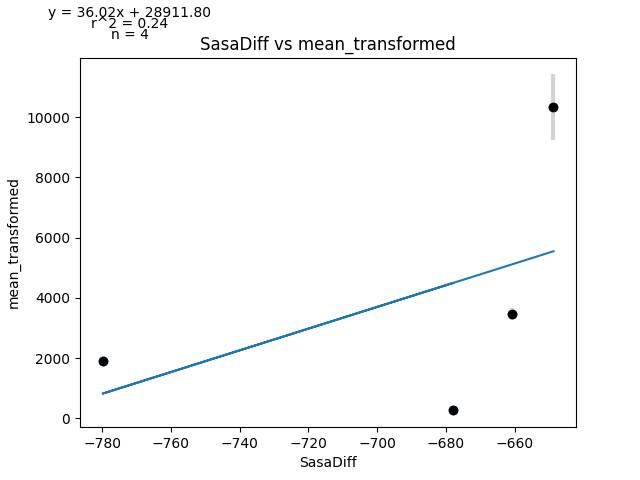 y = 36.02x + 28911.80
r^2 = 0.24
n = 4
SasaDiff vs mean_transformed
10000
8000
6000
4000
2000
0
mean_transformed
−780
−760
−740
−720
−700
−680
−660
SasaDiff